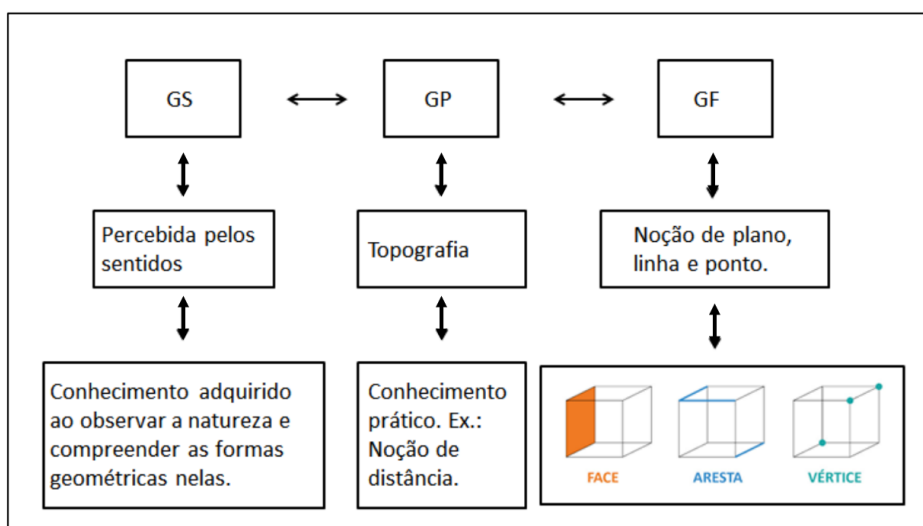 GS
GP
GF
Percebida pelos
sentidos
Topografia
Noção de plano,
linha e ponto.
Conhecimento adquirido
ao observar a natureza e
compreender as formas
geométricas nelas.
Conhecimento
prático. Ex.:
Noção de
distância.
FACE
ARESTA
VÉRTICE